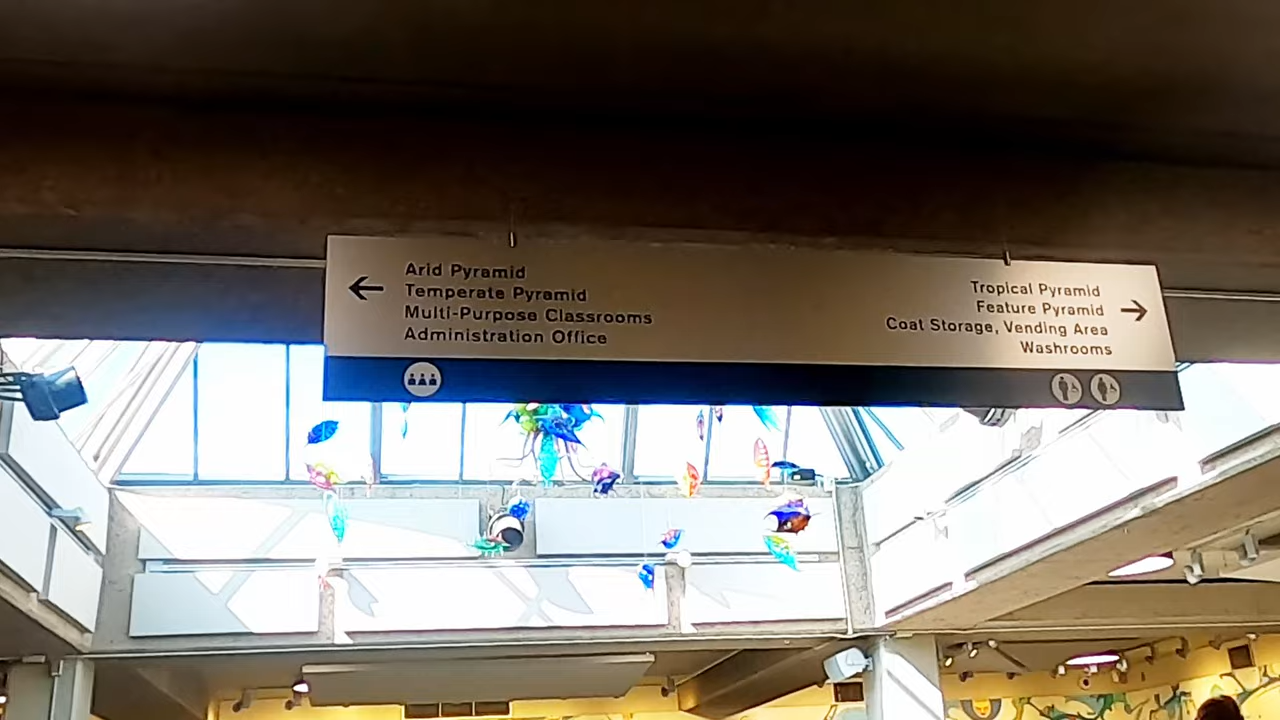 Arid Pyramid
Temperate Pyramid
Multi-Purpose Classrooms
Administration Office
Tropical Pyramid
Feature Pyramid
Coat Storage, Vending Area
Washrooms